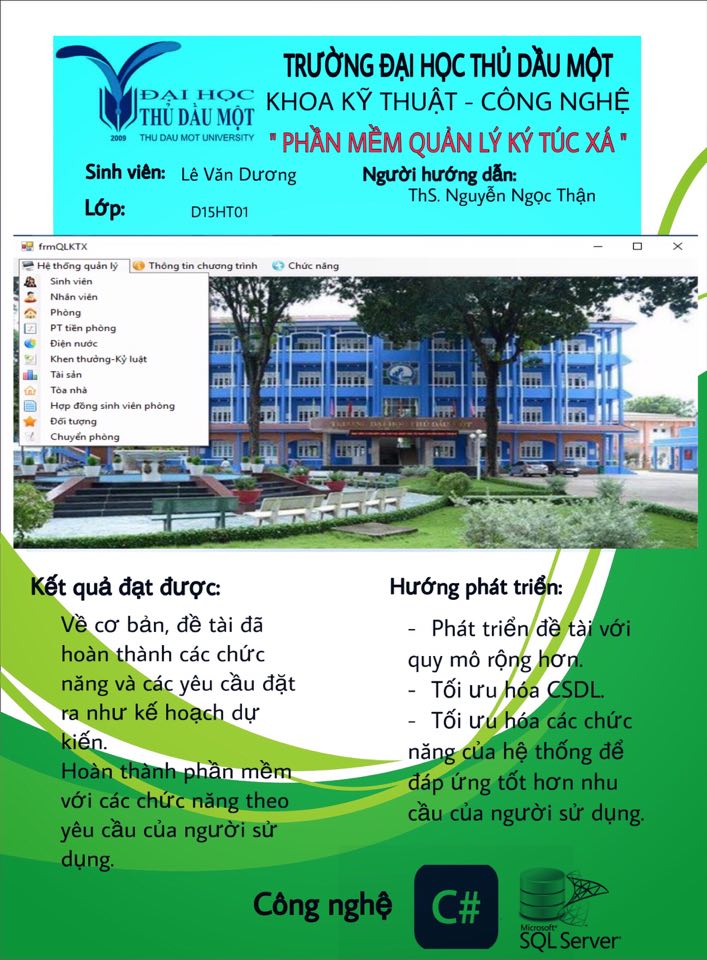 ĐẠI HỌC
THỦ DẦU MỘT
2009 THU DAU MOT UNIVERSITY
TRƯỜNG ĐẠI HỌC THỦ DẦU MỘT
KHOA KỸ THUẬT - CÔNG NGHỆ
" PHẦN MỀM QUẢN LÝ KÝ TÚC XÁ "
Sinh viên: Lê Văn Dương
Lớp: D15HT01
Người hướng dẫn:
ThS. Nguyễn Ngọc Thận
frmQLKTX
Hệ thống quản lý Thông tin chương trình Chức năng
Sinh viên
Nhân viên
Phòng
PT tiền phòng
Điện nước
Khen thưởng-Kỷ luật
Tài sản
Tòa nhà
Hợp đồng sinh viên phòng
Đối tượng
Chuyển phòng
TRƯỜNG ĐẠI HỌC THỦ DẦU MỘT
Kết quả đạt được:
Về cơ bản, đề tài đã
hoàn thành các chức
năng và các yêu cầu đặt
ra như kế hoạch dự
kiến.
Hoàn thành phần mềm
với các chức năng theo
yêu cầu của người sử
dụng.
Hướng phát triển:
- Phát triển đề tài với
quy mô rộng hơn.
- Tối ưu hóa CSDL.
- Tối ưu hóa các chức
năng của hệ thống để
đáp ứng tốt hơn nhu
cầu của người sử dụng.
Công nghệ
C#
Microsoft
SQL Server